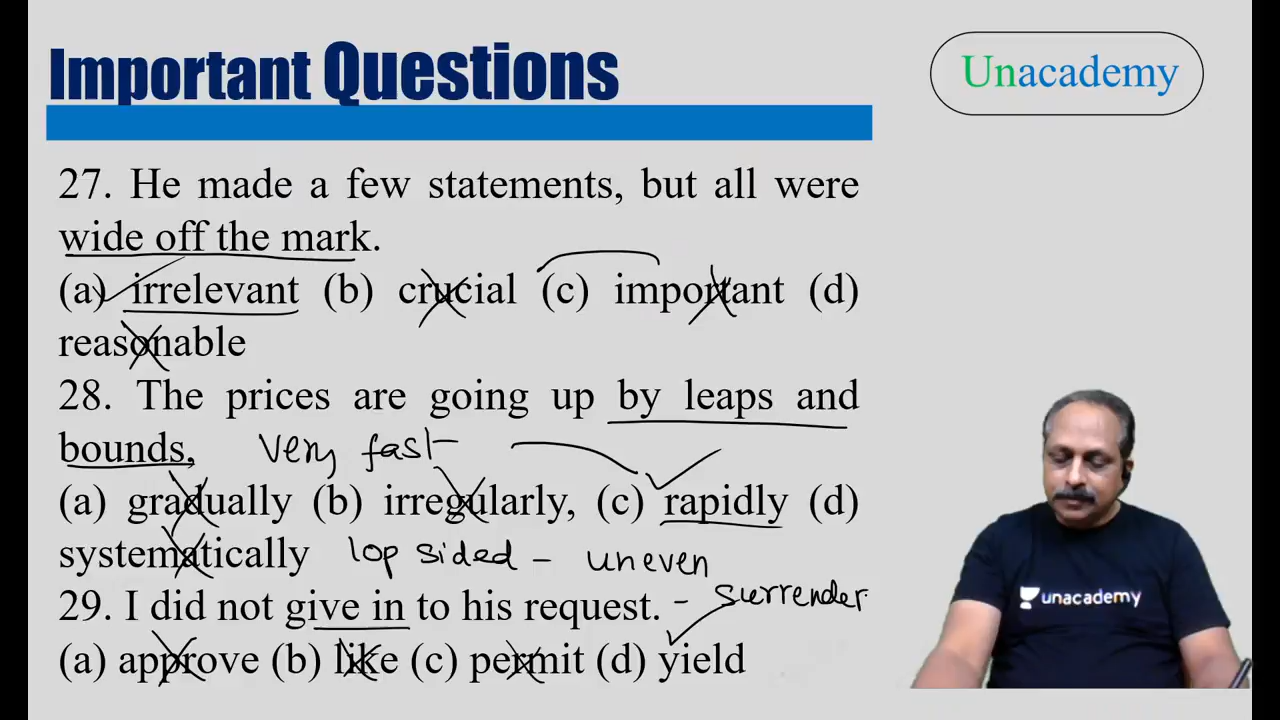 Important Questions
Unacademy
27. He made a few statements, but all were
wide off the mark.
(a) irrelevant (b) crucial (c) important (d)
reasonable
28. The prices are going up by leaps and
bounds, very fast
(a) gradually (b) irregularly, (c) rapidly (d)
systematically lop sided – uneven
29. I did not give in to his request. - surrender
(a) approve (b) like (c) permit (d) yield
unacademy